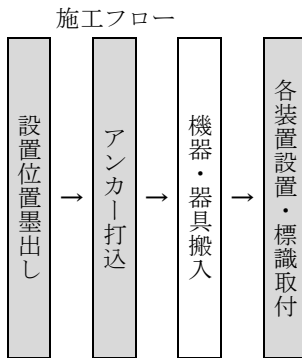 施工フロー
設置位置墨出し
→
アンカー打込
→
機器・器具搬入
→
各装置設置・標識取付